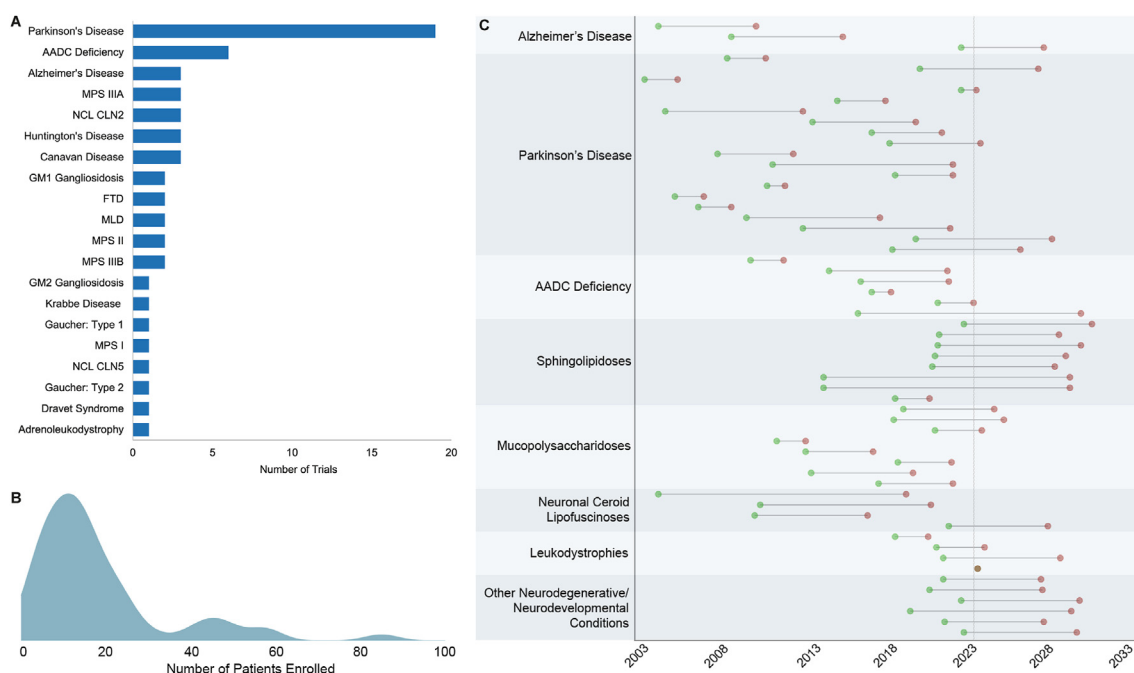 A
Parkinson's Disease
AADC Deficiency
Alzheimer's Disease
MPS IIIA
NCL CLN2
Huntington's Disease
Canavan Disease
GM1 Gangliosidosis
FTD
MLD
MPS II
MPS IIIB
GM2 Gangliosidosis
Krabbe Disease
Gaucher: Type 1
MPS I
NCL CLN5
Gaucher: Type 2
Dravet Syndrome
Adrenoleukodystrophy
0 5 10 15 20
Number of Trials
B
0 20 40 60 80 100
Number of Patients Enrolled
C
Alzheimer's Disease
Parkinson's Disease
AADC Deficiency
Sphingolipidoses
Mucopolysaccharidoses
Neuronal Ceroid
Lipofuscinoses
Leukodystrophies
Other Neurodegenerative/
Neurodevelopmental
Conditions
2003 2008 2013 2018 2023 2028 2033